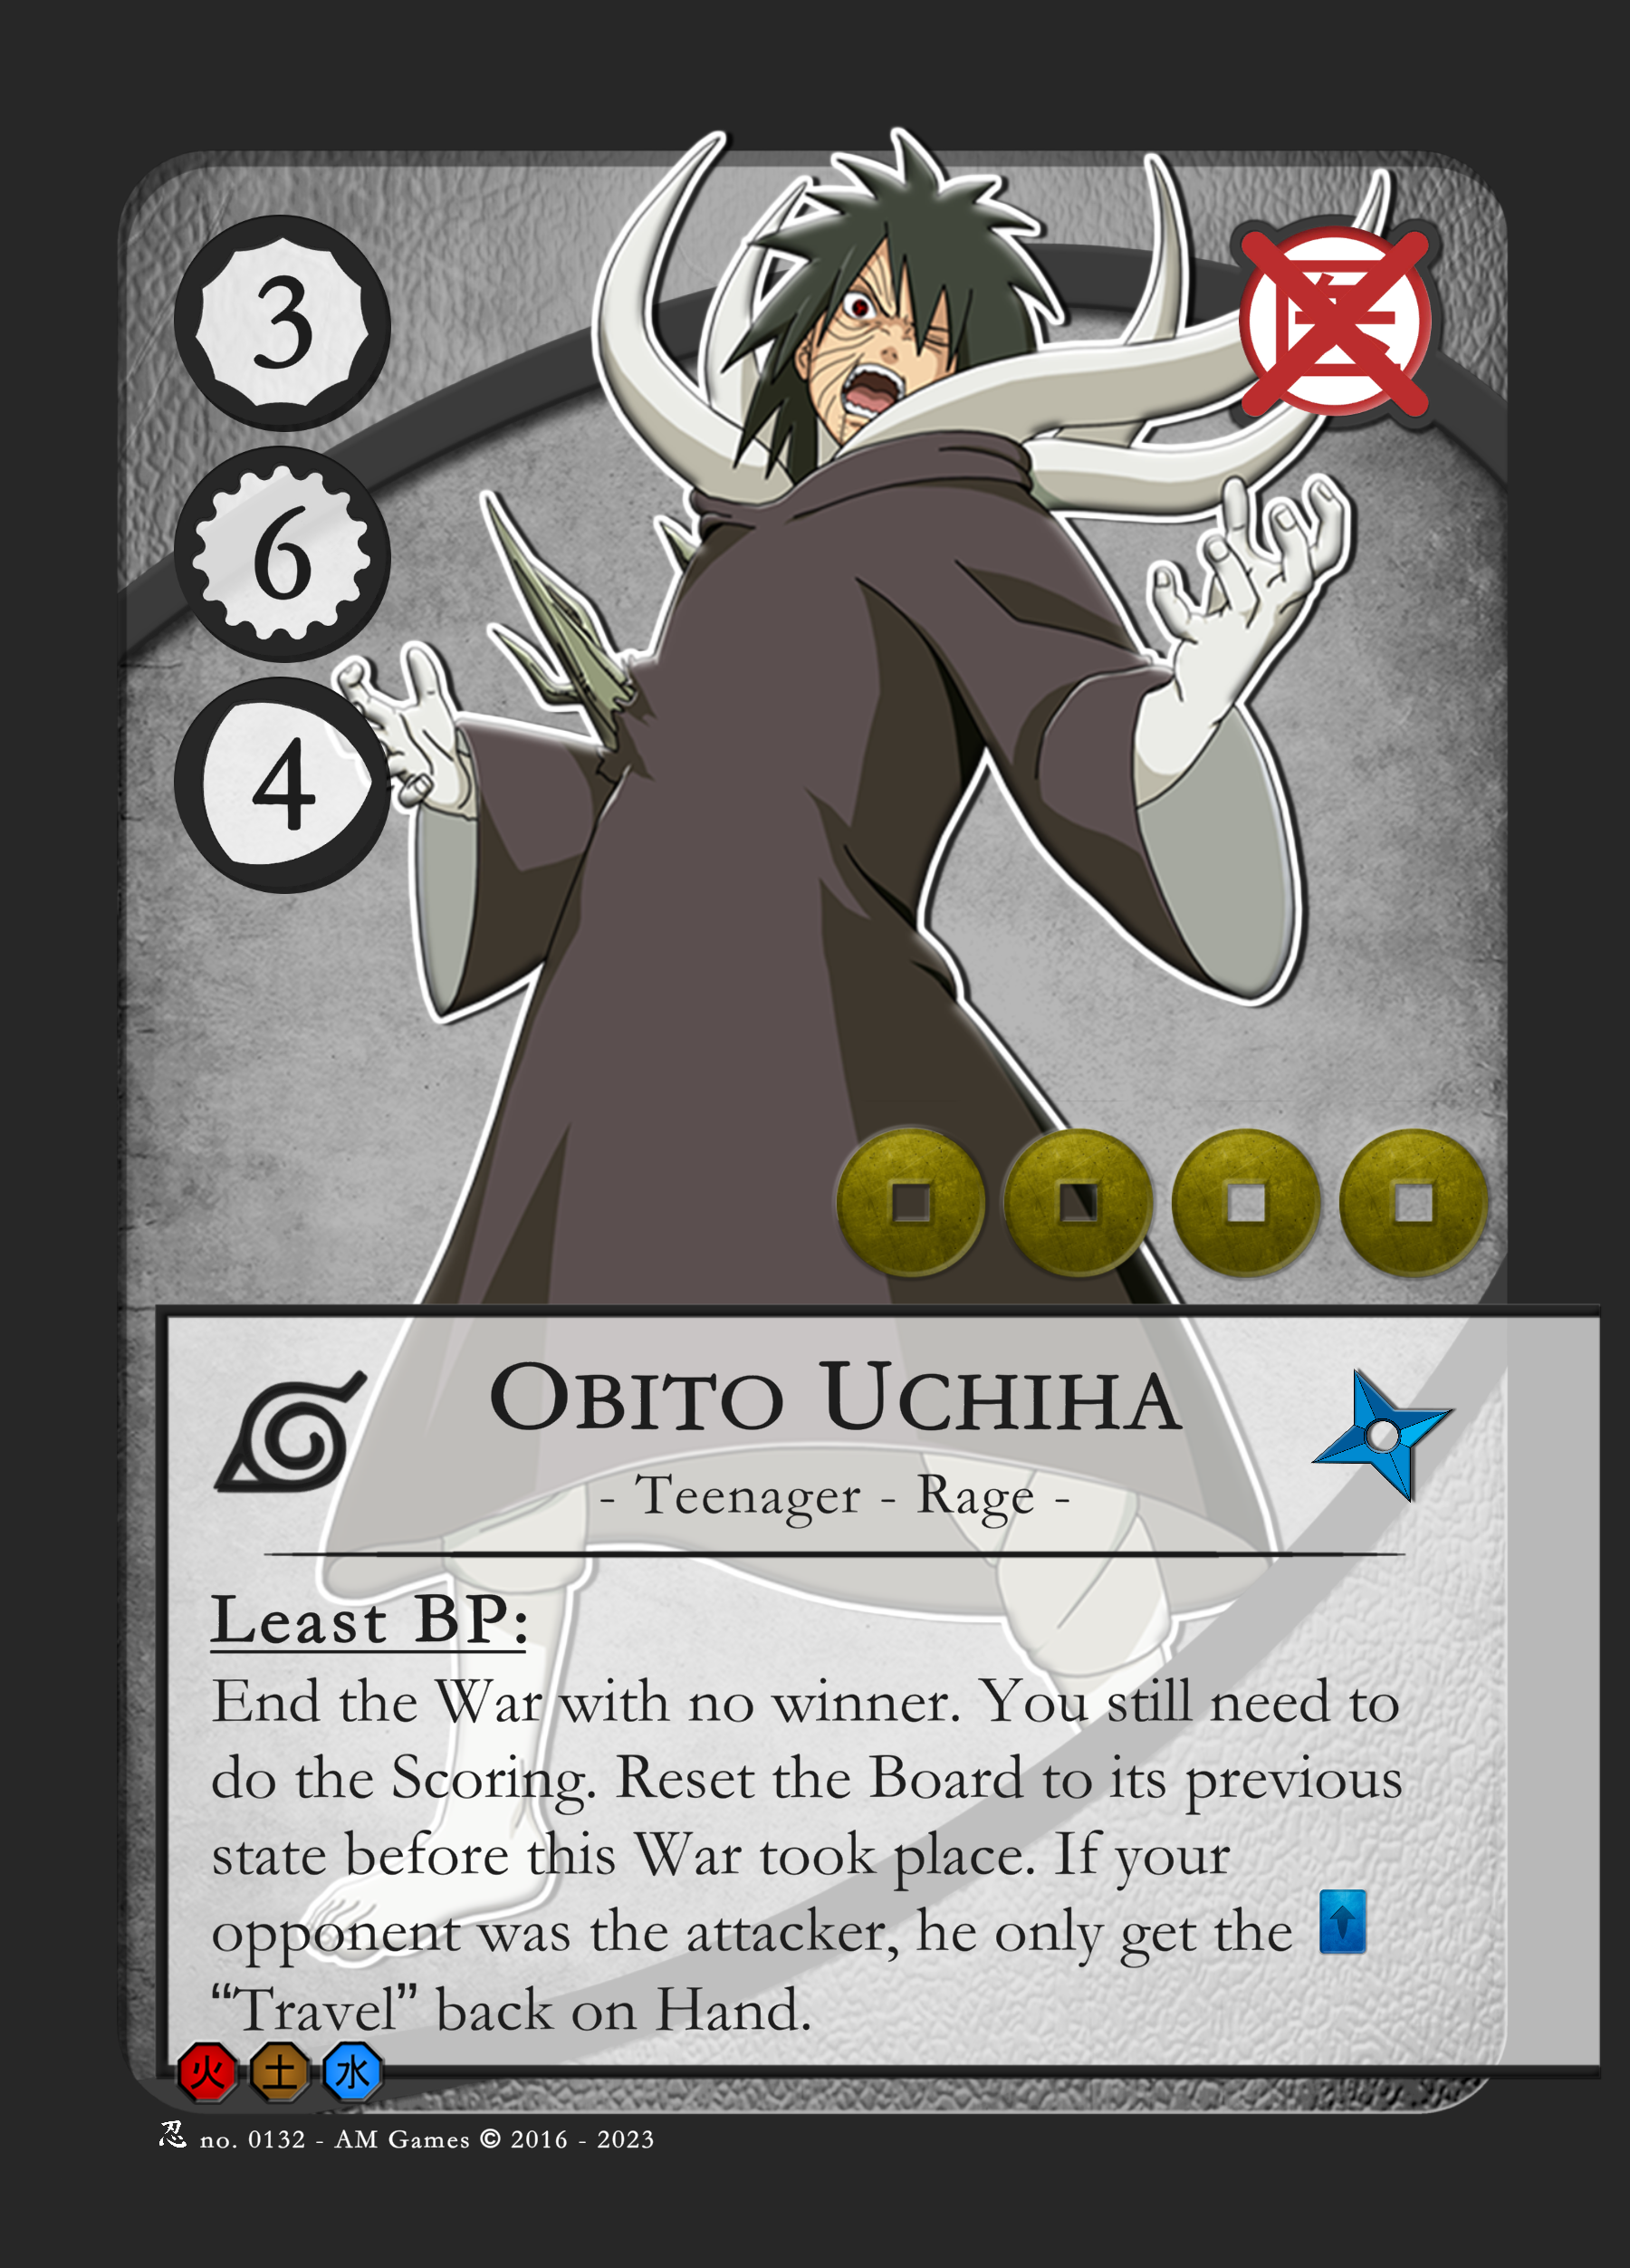 3
6
4
医
OBITO UCHIHA
- Teenager - Rage -
Least BP:
End the War with no winner. You still need to
do the Scoring. Reset the Board to its previous
state before this War took place. If your
opponent was the attacker, he only get the
“Travel” back on Hand.
火 土 水
忍 no. 0132 - AM Games © 2016 - 2023